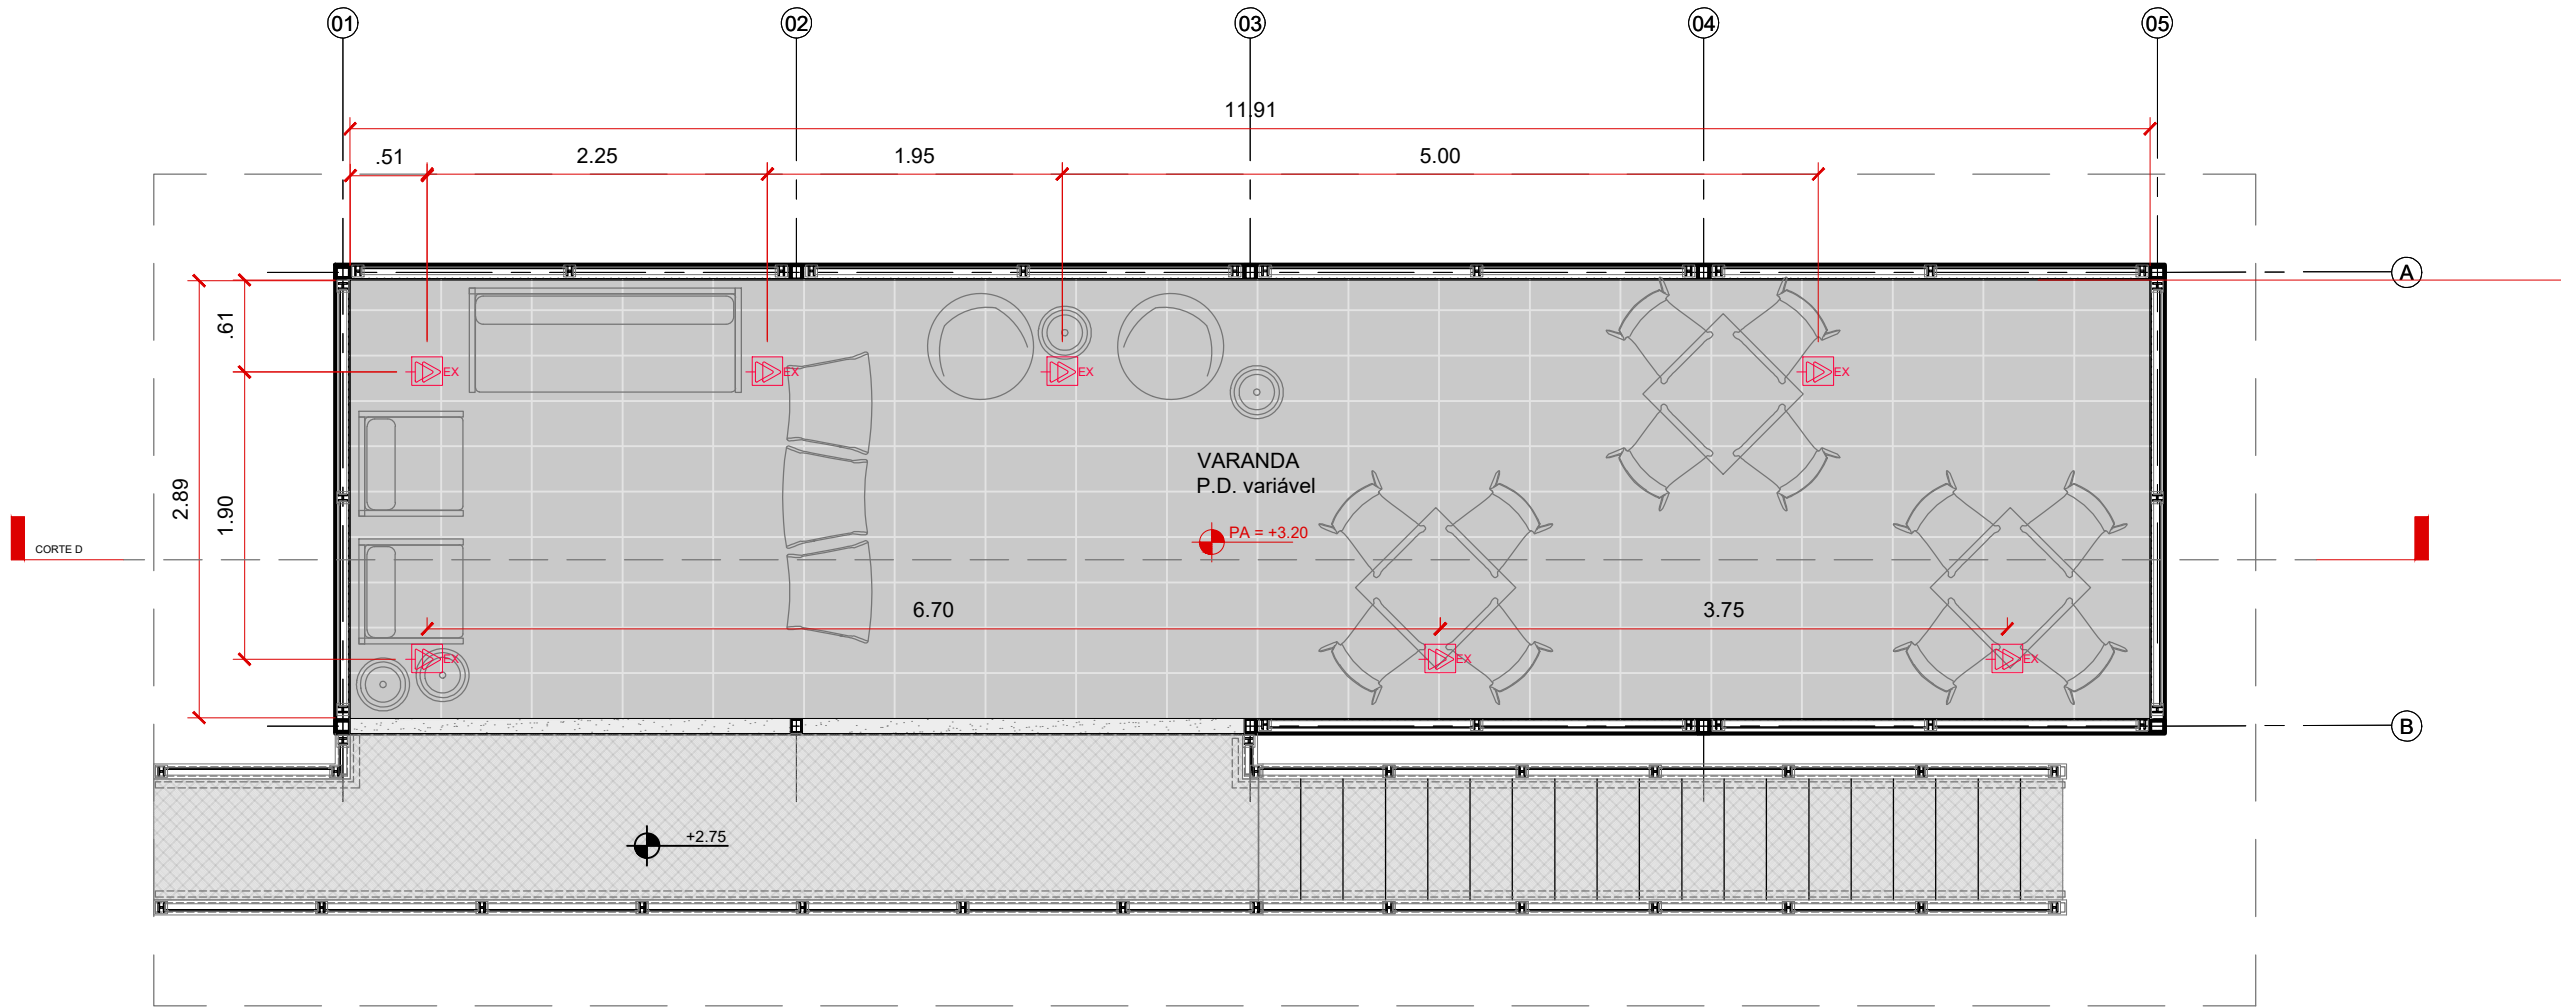 01
02
03
04
05
11.91
.51
2.25
1.95
5.00
A
.61
EX
EX
EX
EX
VARANDA
P.D. variável
2.89
1.90
PA = +3.20
CORTE D
6.70
3.75
EX
EX
EX
B
+2.75